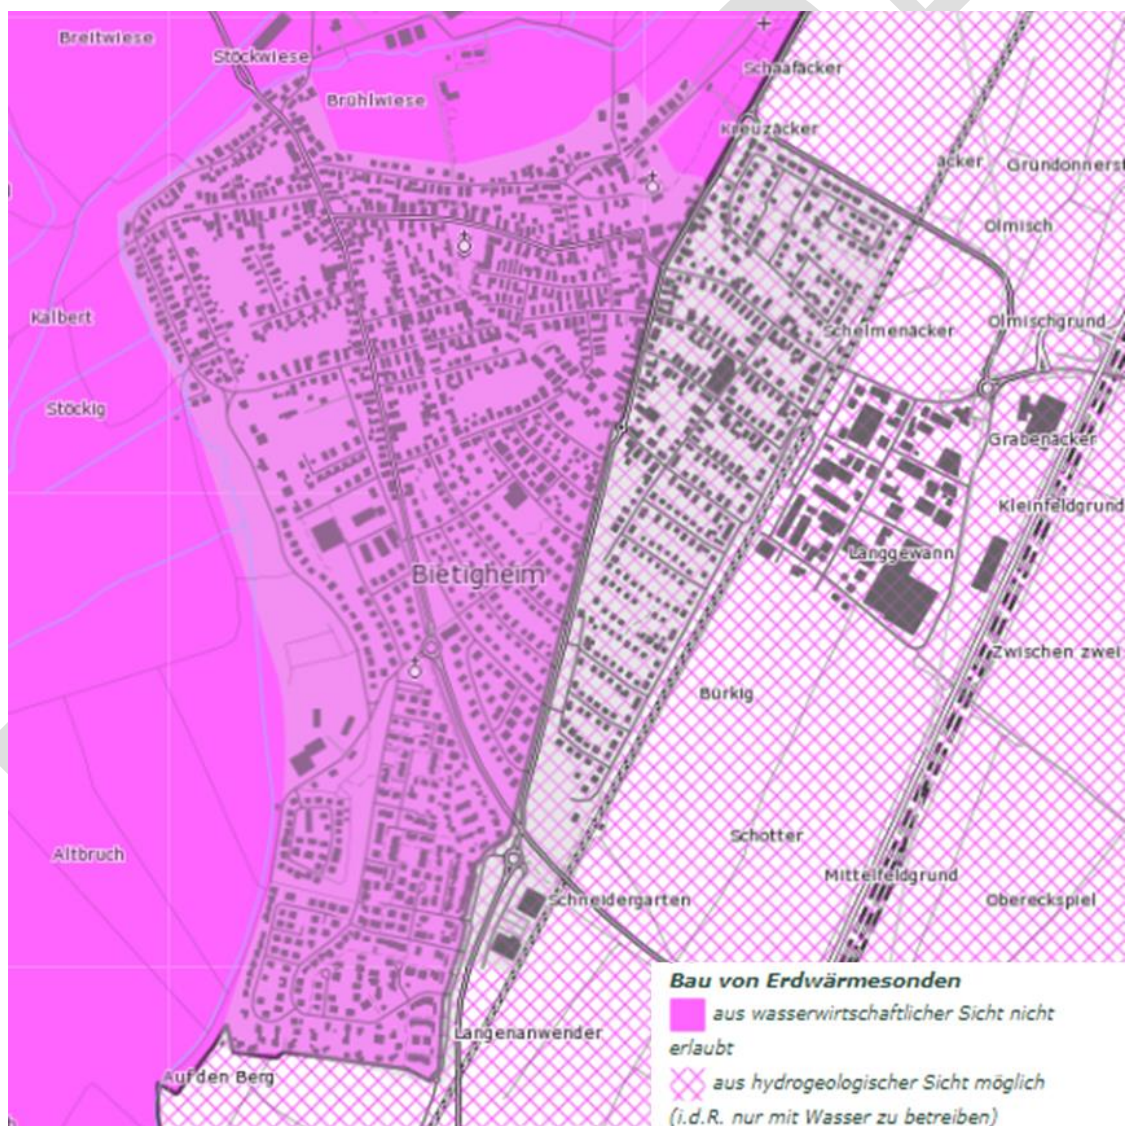 Breitwiese
Stöckwiese
Schaafäcker
Brühlwiese
Kreuzäcker
äcker
Gründonnerst
Olmisch
Kalbert
Schelmenäcker
Olmischgrund
Stöckig
Grabenäcker
Kleinfeldgrund
Langgewann
Bietigheim
Zwischen zwei
Bürkig
Schotter
Altbruch
Mittelfeldgrund
Schneidergarten
Obereckspiel
Langenanwender
Auf den Berg
Bau von Erdwärmesonden
aus wasserwirtschaftlicher Sicht nicht
erlaubt
aus hydrogeologischer Sicht möglich
(i.d.R. nur mit Wasser zu betreiben)